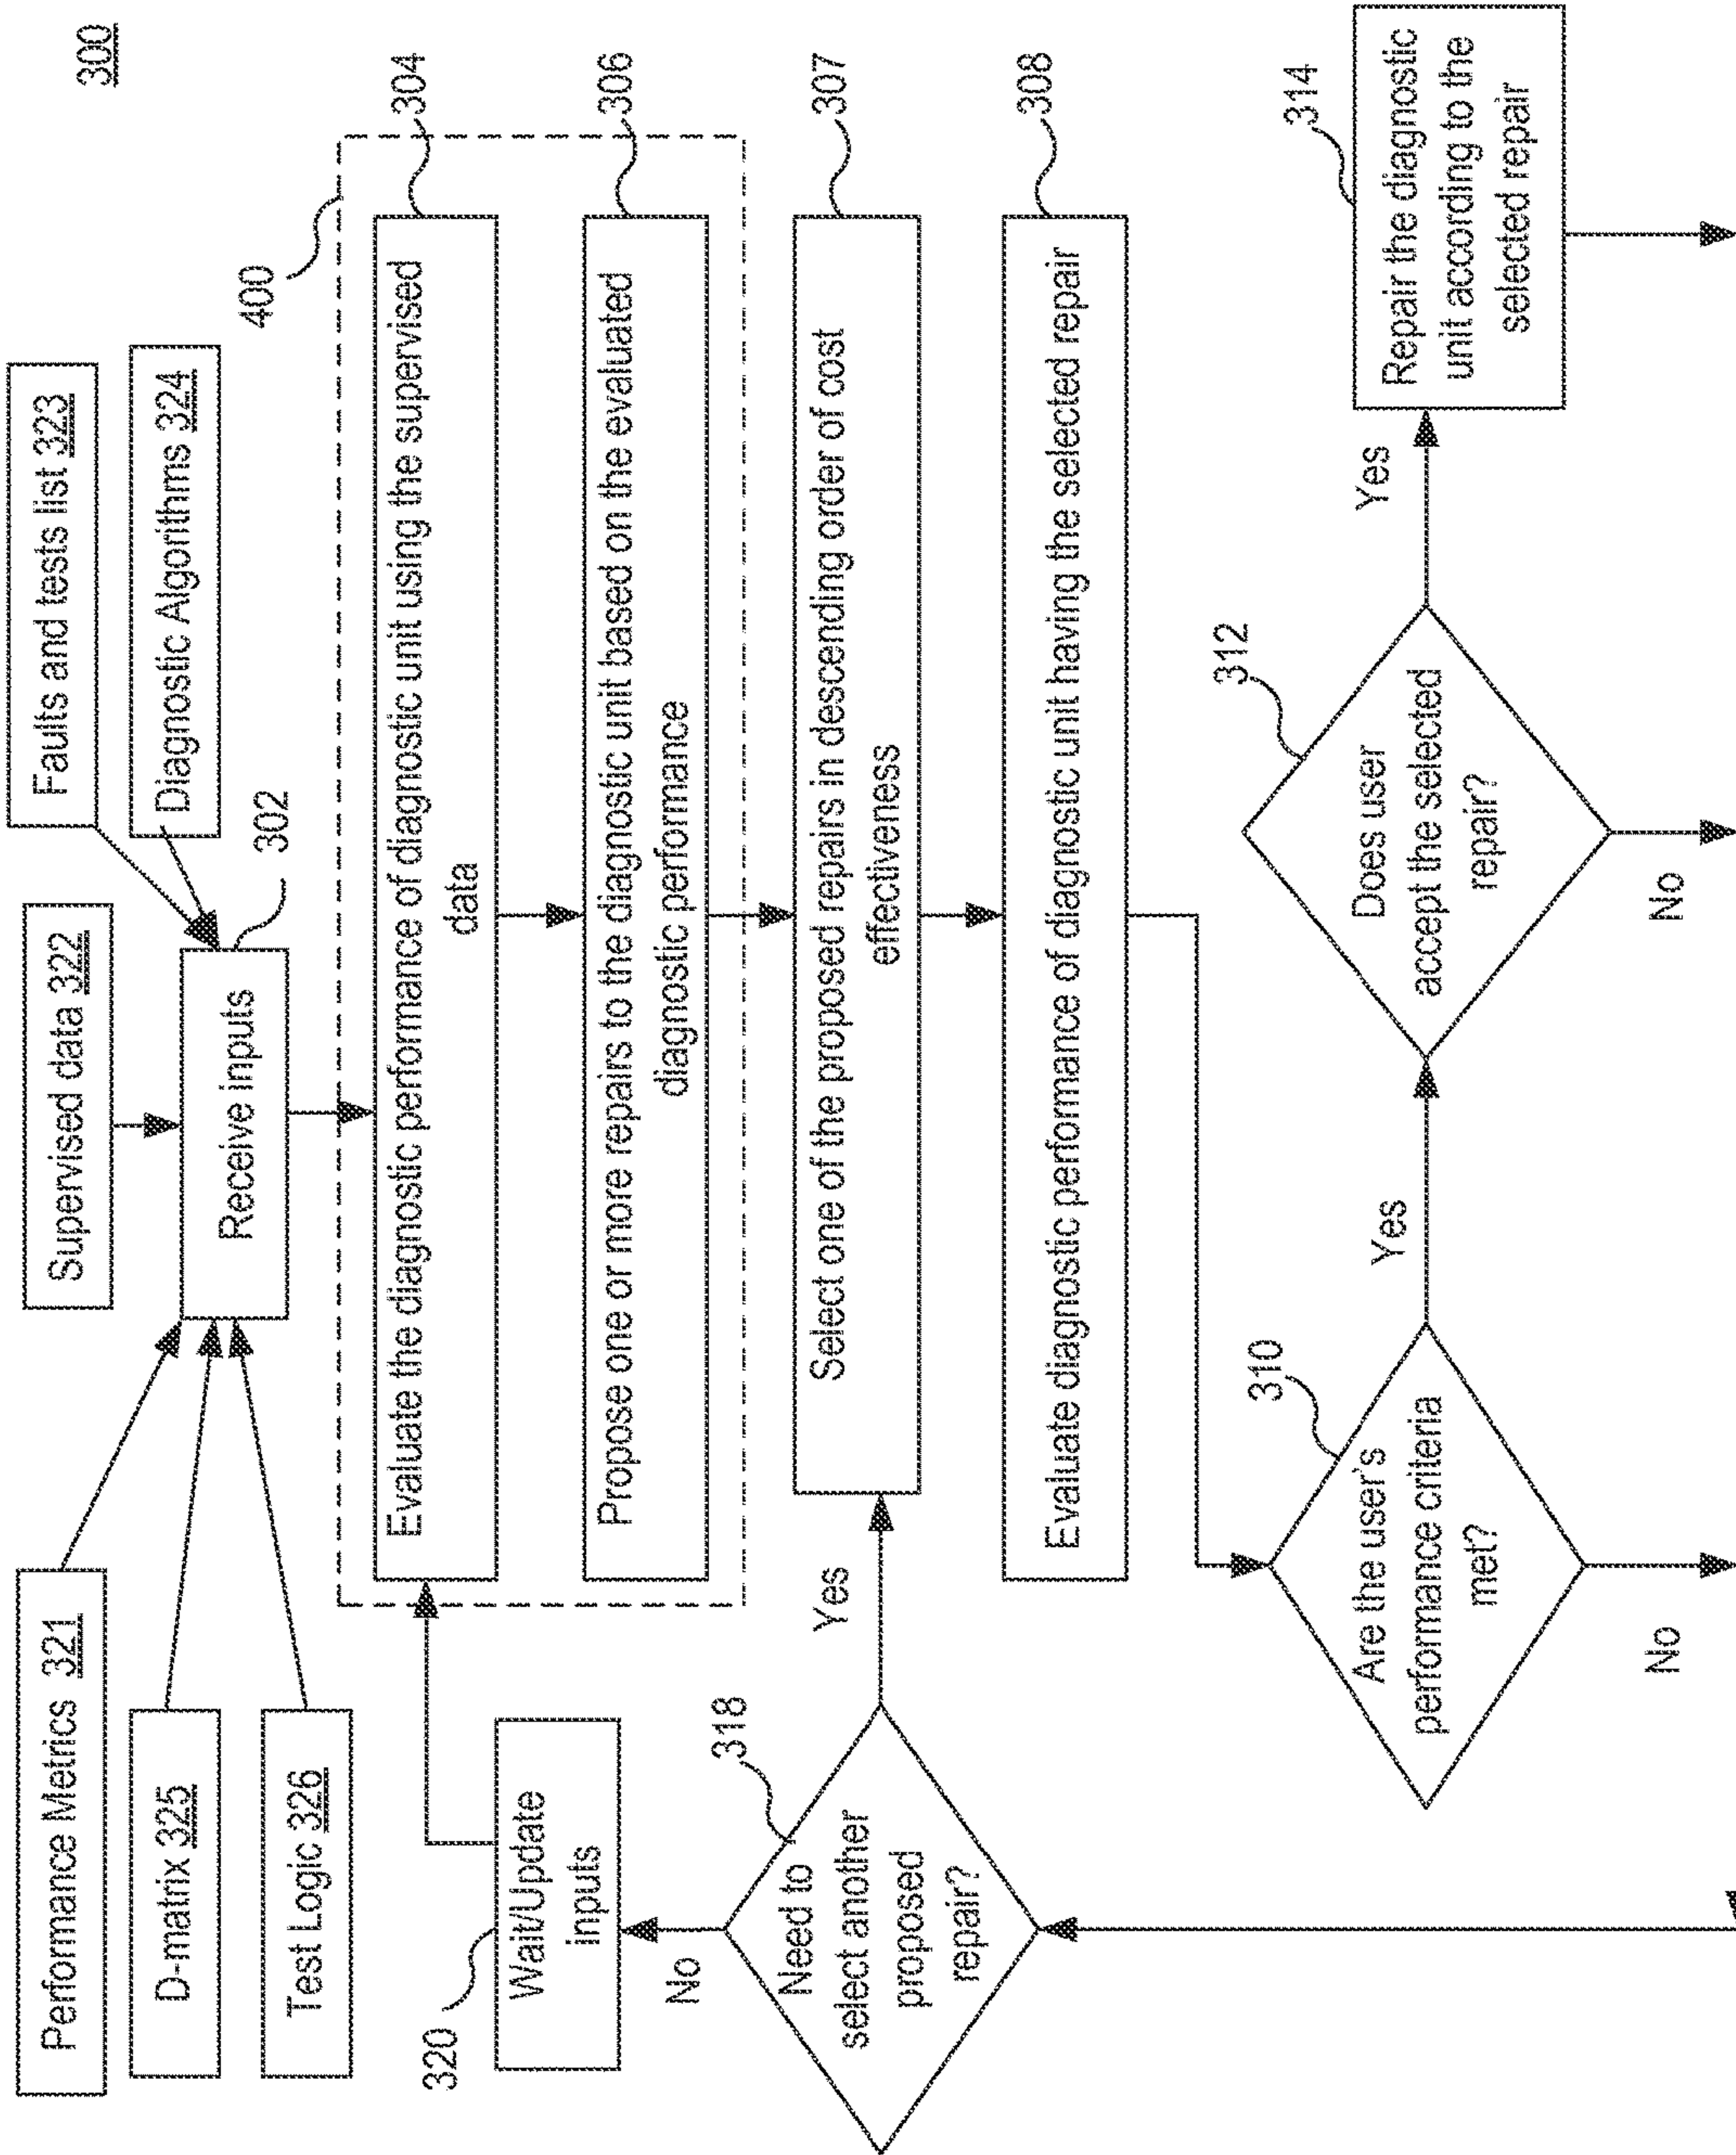 300
Performance Metrics 321
D-matrix 325
Test Logic 326
Supervised data 322
Faults and tests list 323
Diagnostic Algorithms 324
Receive inputs
302
400
Evaluate the diagnostic performance of diagnostic unit using the supervised
data
304
Propose one or more repairs to the diagnostic unit based on the evaluated
diagnostic performance
306
320
Wait/Update
inputs
No
318
Need to
select another
proposed
repair?
Yes
Select one of the proposed repairs in descending order of cost
effectiveness
307
Evaluate diagnostic performance of diagnostic unit having the selected repair
308
310
Are the user's
performance criteria
met?
Yes
No
312
Does user
accept the selected
repair?
Yes
No
314
Repair the diagnostic
unit according to the
selected repair